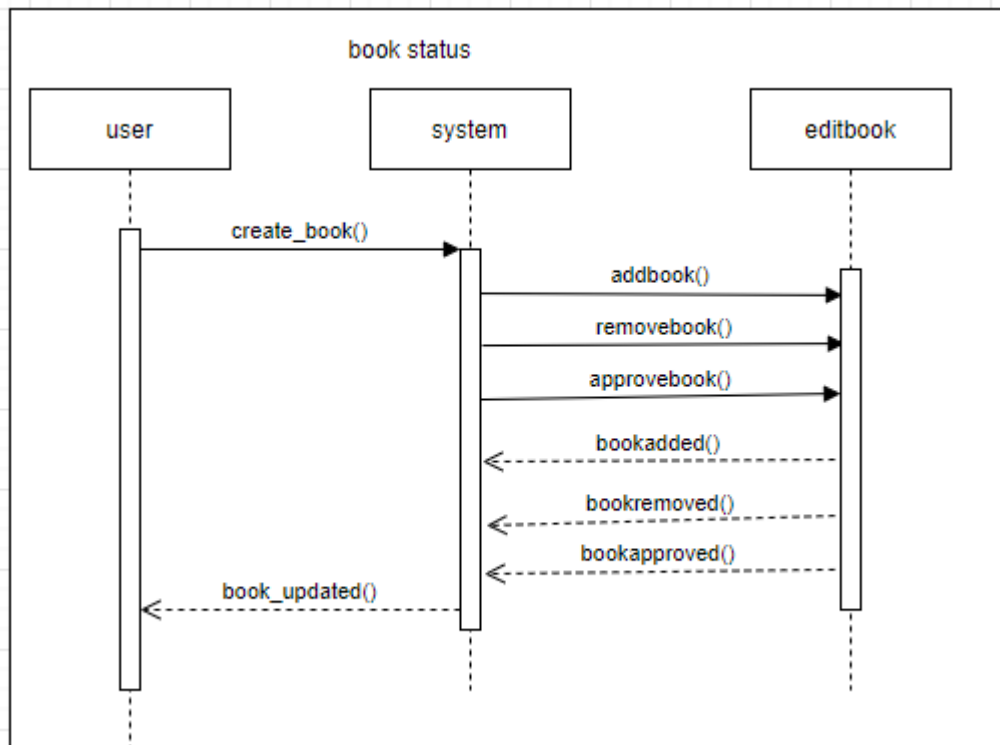 book status
user
system
editbook
create_book()
addbook()
removebook()
approvebook()
bookadded()
bookremoved()
bookapproved()
book_updated()